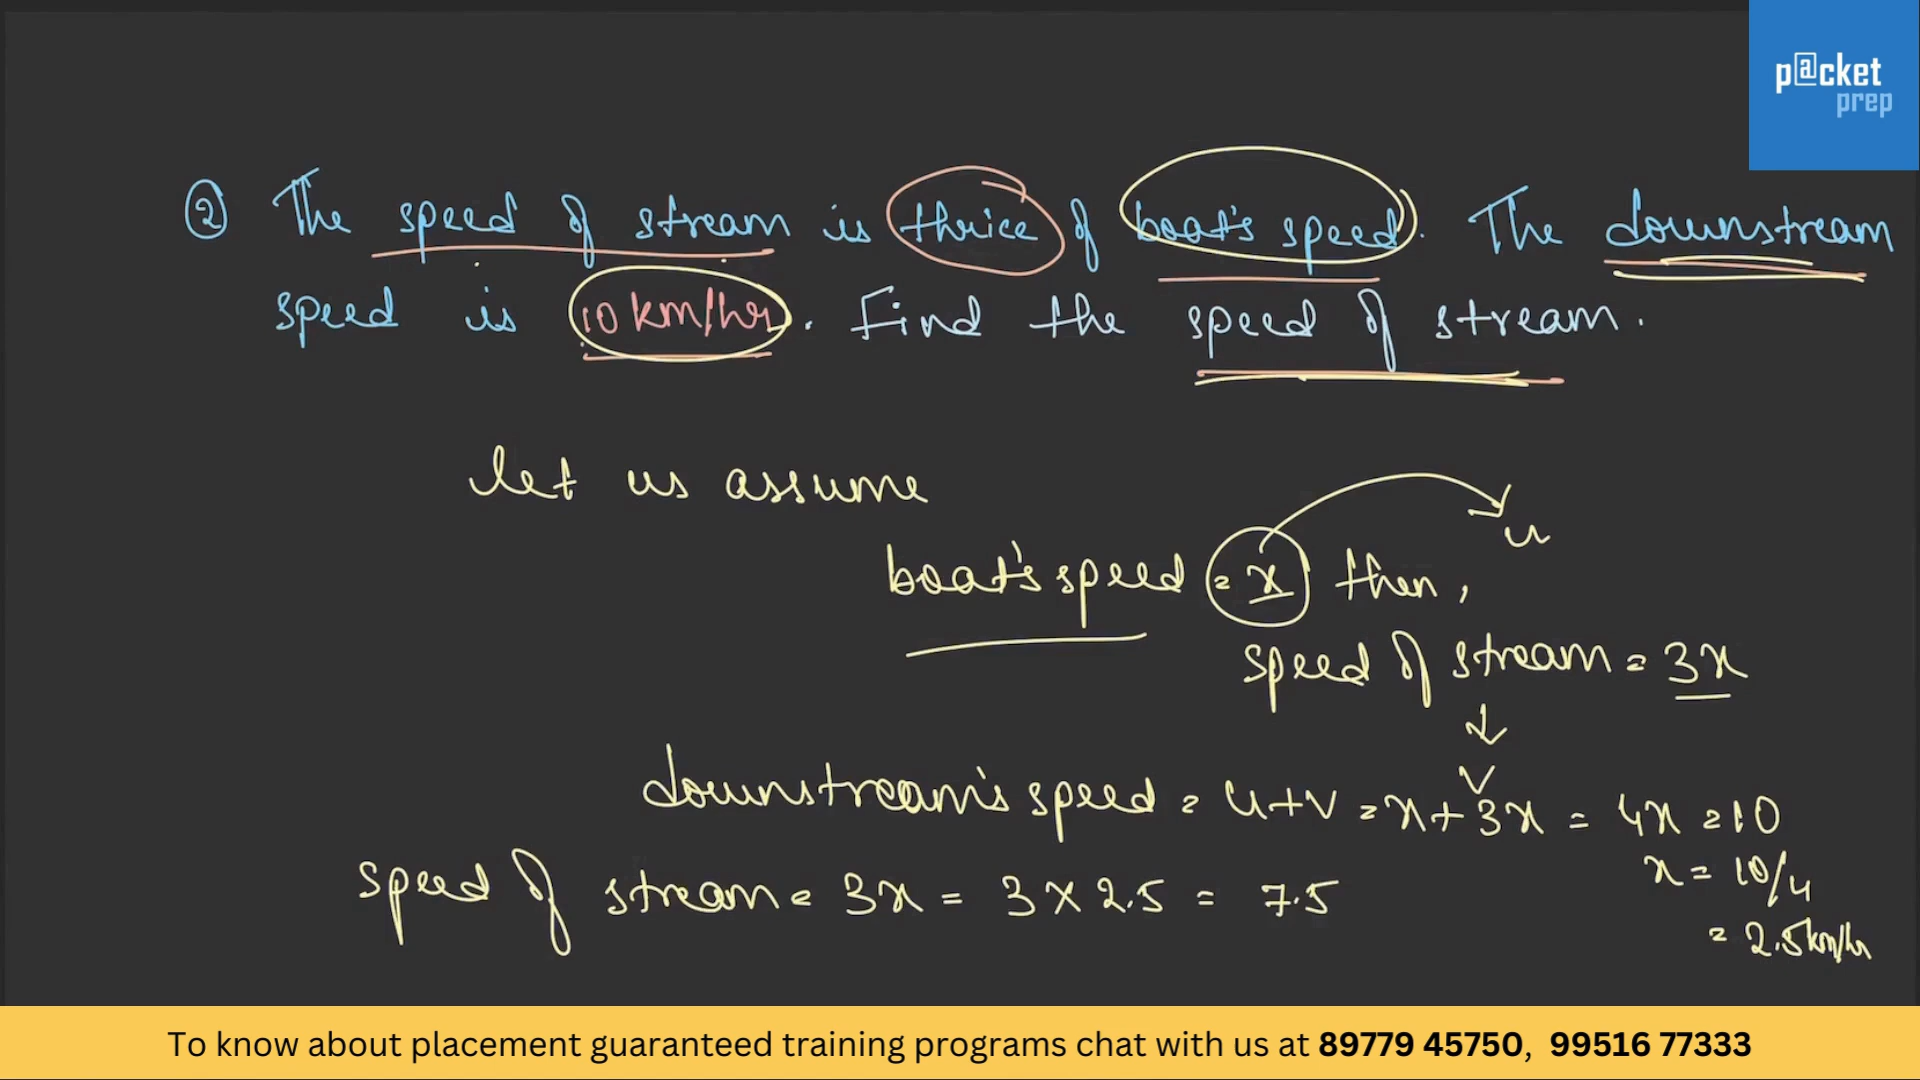 p@cket
prep
② The speed of stream is thrice of boat's speed. The downstream
speed is 10 km/hr. Find the speed of stream.
let us assume
u
boat's speed = x then,
speed of stream = 3x
v
downstream's speed = u+v = x+3x = 4x = 10
x = 10/4
speed of stream = 3x = 3 x 2.5 = 7.5
= 2.5km/hr
To know about placement guaranteed training programs chat with us at 89779 45750, 99516 77333